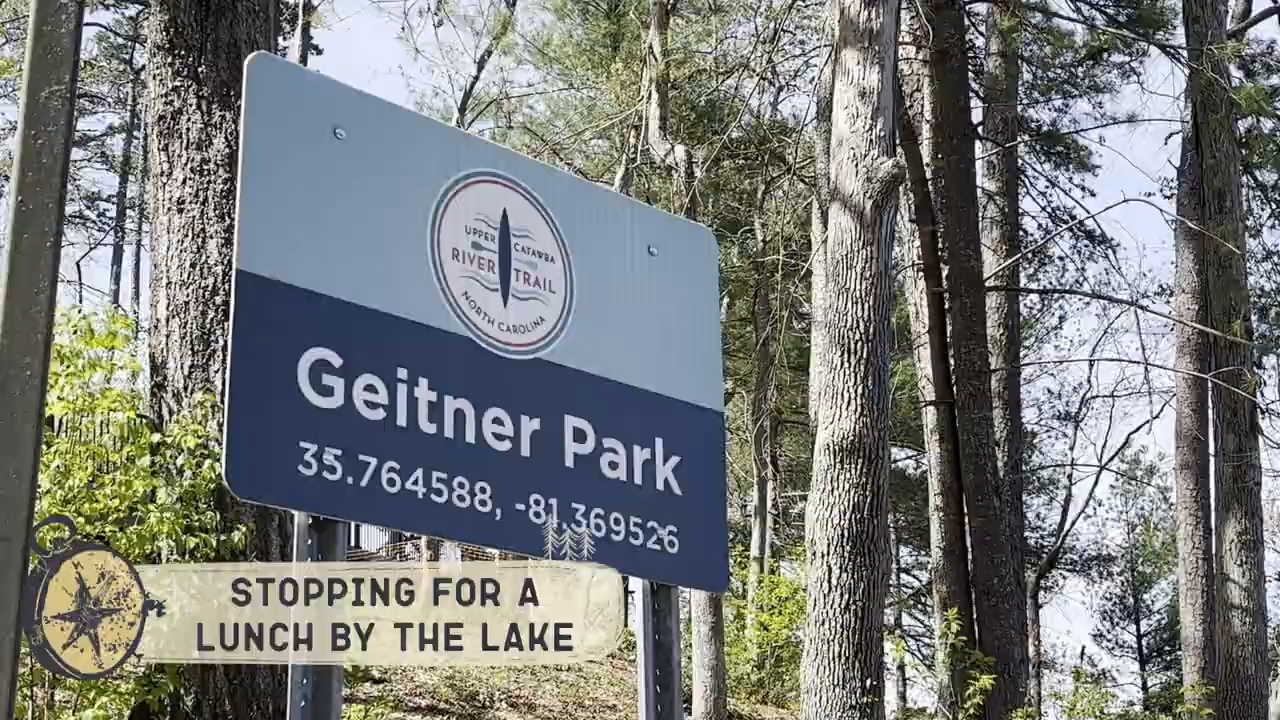 UPPER CATAWBA
RIVER TRAIL
NORTH CAROLINA
Geitner Park
35.764588, -81.369526
STOPPING FOR A
LUNCH BY THE LAKE